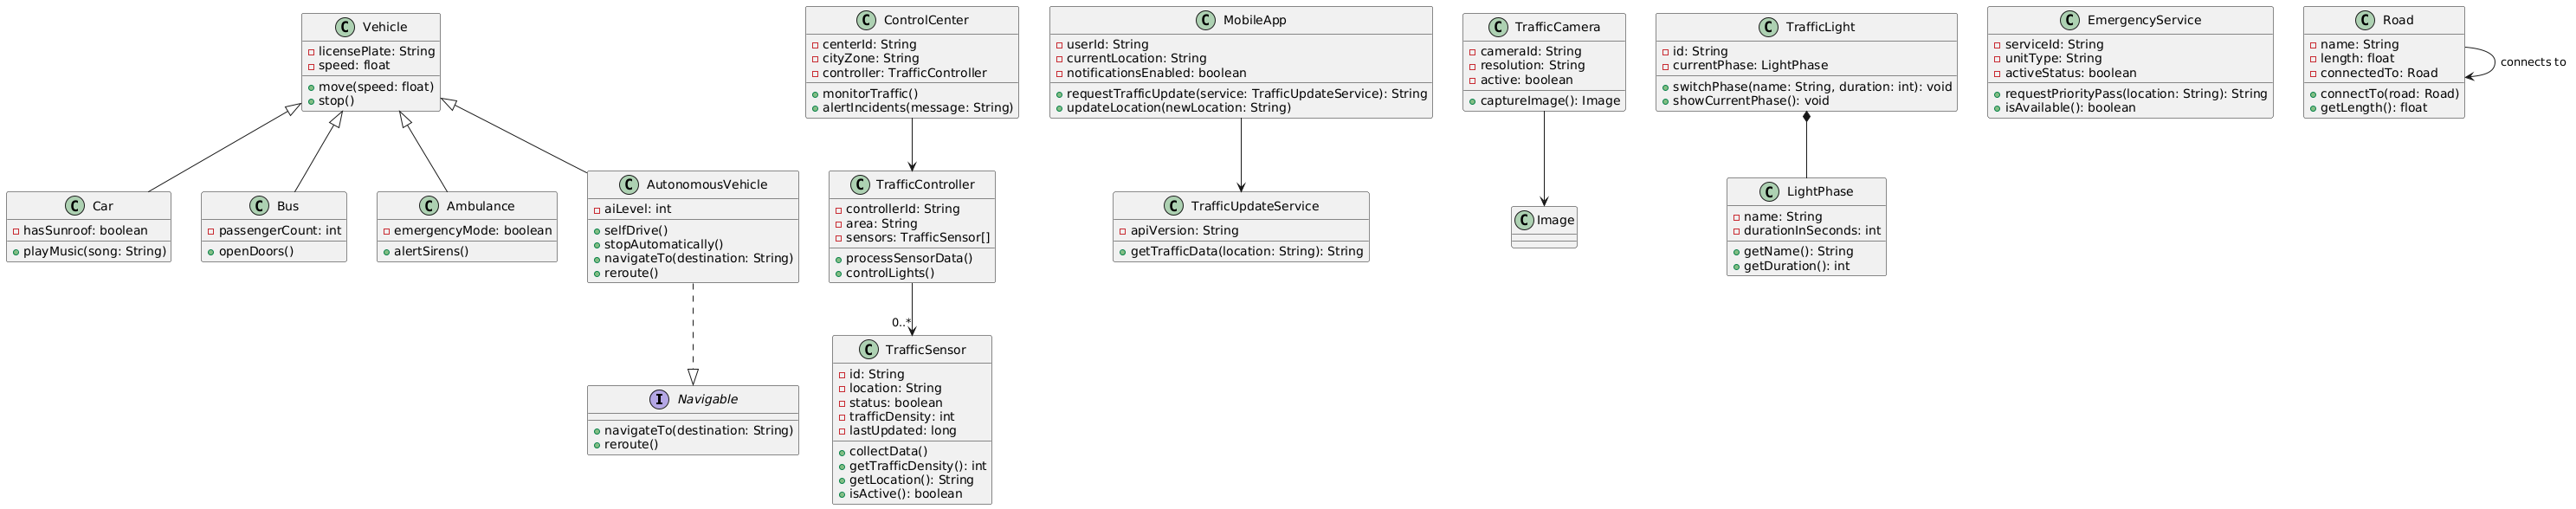 C Vehicle
licensePlate: String
speed: float
move(speed: float)
stop()
C ControlCenter
centerId: String
cityZone: String
controller: TrafficController
monitorTraffic()
alertIncidents(message: String)
C MobileApp
userId: String
currentLocation: String
notificationsEnabled: boolean
requestTrafficUpdate(service: TrafficUpdateService): String
updateLocation(newLocation: String)
C TrafficCamera
cameraId: String
resolution: String
active: boolean
captureImage(): Image
C TrafficLight
id: String
currentPhase: LightPhase
switchPhase(name: String, duration: int): void
showCurrentPhase(): void
C EmergencyService
serviceId: String
unitType: String
activeStatus: boolean
requestPriorityPass(location: String): String
isAvailable(): boolean
C Road
name: String
length: float
connectedTo: Road
connectTo(road: Road)
getLength(): float
connects to
C Car
hasSunroof: boolean
playMusic(song: String)
C Bus
passengerCount: int
openDoors()
C Ambulance
emergencyMode: boolean
alertSirens()
C AutonomousVehicle
aiLevel: int
selfDrive()
stopAutomatically()
navigateTo(destination: String)
reroute()
C TrafficController
controllerId: String
area: String
sensors: TrafficSensor[]
processSensorData()
controlLights()
C TrafficUpdateService
apiVersion: String
getTrafficData(location: String): String
C Image
C LightPhase
name: String
durationInSeconds: int
getName(): String
getDuration(): int
0..*
I Navigable
navigateTo(destination: String)
reroute()
C TrafficSensor
id: String
location: String
status: boolean
trafficDensity: int
lastUpdated: long
collectData()
getTrafficDensity(): int
getLocation(): String
isActive(): boolean